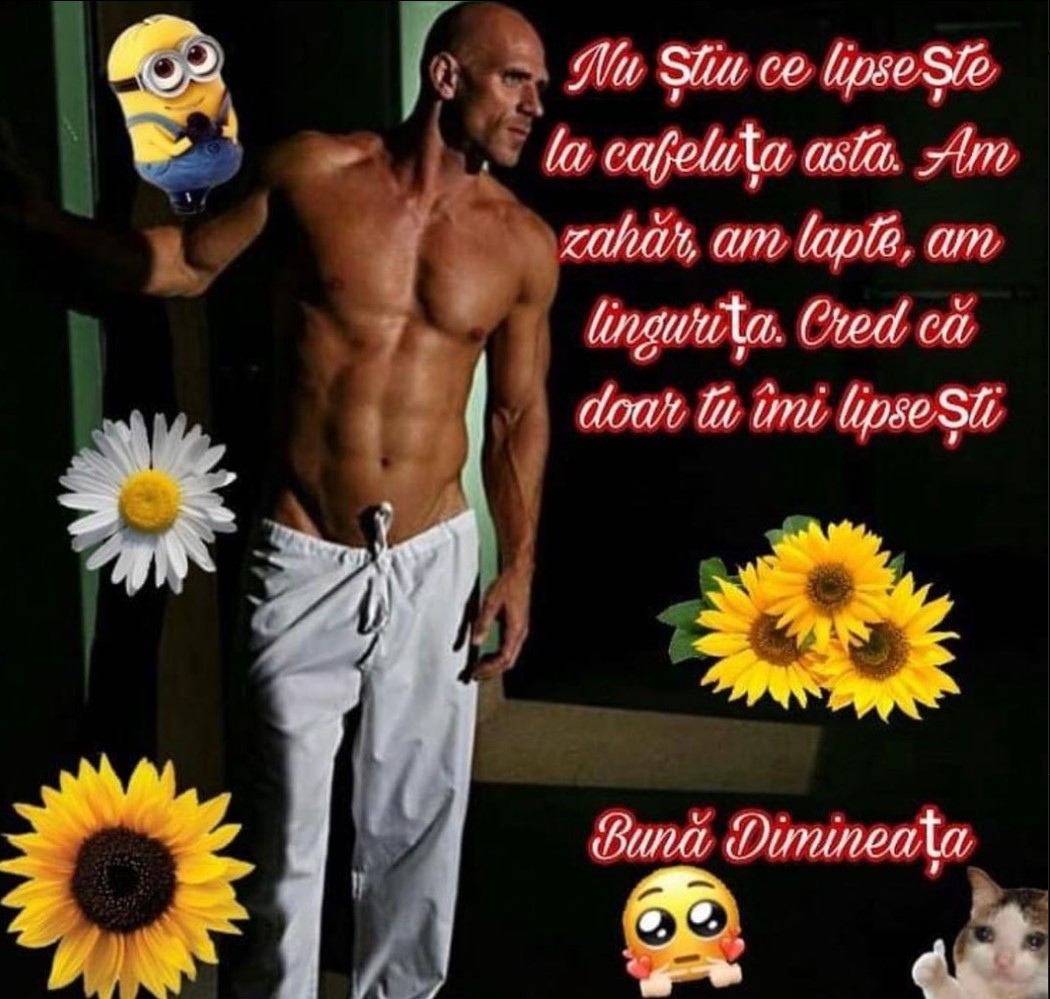 Nu știu ce lipsește
la cafeluța asta. Am
zahăr, am lapte, am
lingurița. Cred că
doar tu îmi lipsești
Bună Dimineața